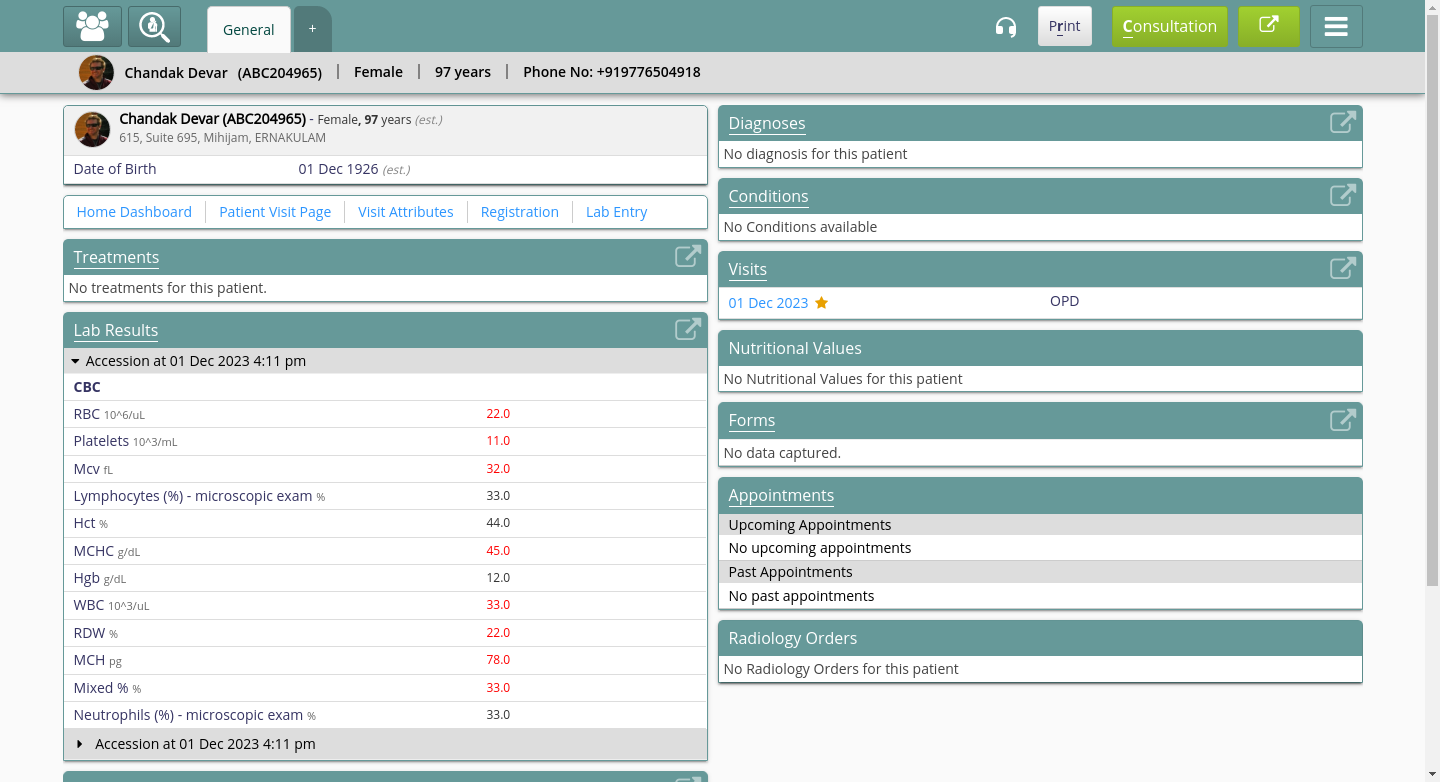 General
+
Print
Consultation
Chandak Devar (ABC204965) | Female | 97 years | Phone No: +919776504918
Chandak Devar (ABC204965) - Female, 97 years (est.)
615, Suite 695, Mihijam, ERNAKULAM
Date of Birth 01 Dec 1926 (est.)
Home Dashboard
Patient Visit Page
Visit Attributes
Registration
Lab Entry
Treatments
No treatments for this patient.
Lab Results
Accession at 01 Dec 2023 4:11 pm
CBC
RBC 10^6/uL 22.0
Platelets 10^3/mL 11.0
Mcv fL 32.0
Lymphocytes (%) - microscopic exam % 33.0
Hct % 44.0
MCHC g/dL 45.0
Hgb g/dL 12.0
WBC 10^3/uL 33.0
RDW % 22.0
MCH pg 78.0
Mixed % % 33.0
Neutrophils (%) - microscopic exam % 33.0
Accession at 01 Dec 2023 4:11 pm
Diagnoses
No diagnosis for this patient
Conditions
No Conditions available
Visits
01 Dec 2023 OPD
Nutritional Values
No Nutritional Values for this patient
Forms
No data captured.
Appointments
Upcoming Appointments
No upcoming appointments
Past Appointments
No past appointments
Radiology Orders
No Radiology Orders for this patient